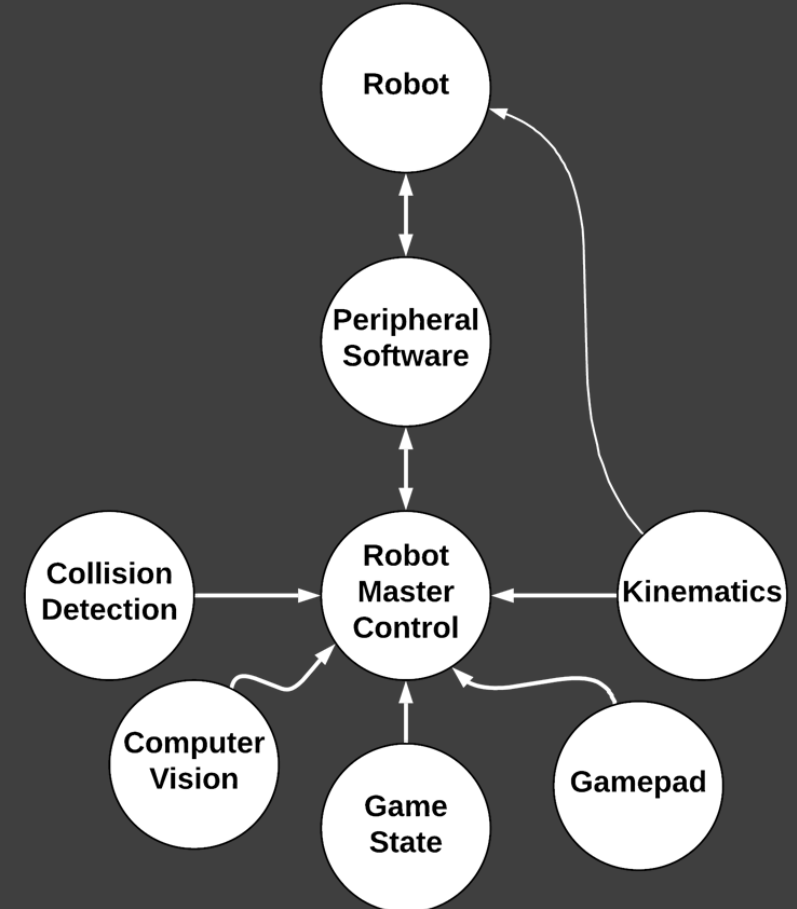 Robot
Peripheral
Software
Robot
Master
Control
Collision
Detection
Kinematics
Computer
Vision
Game
State
Gamepad